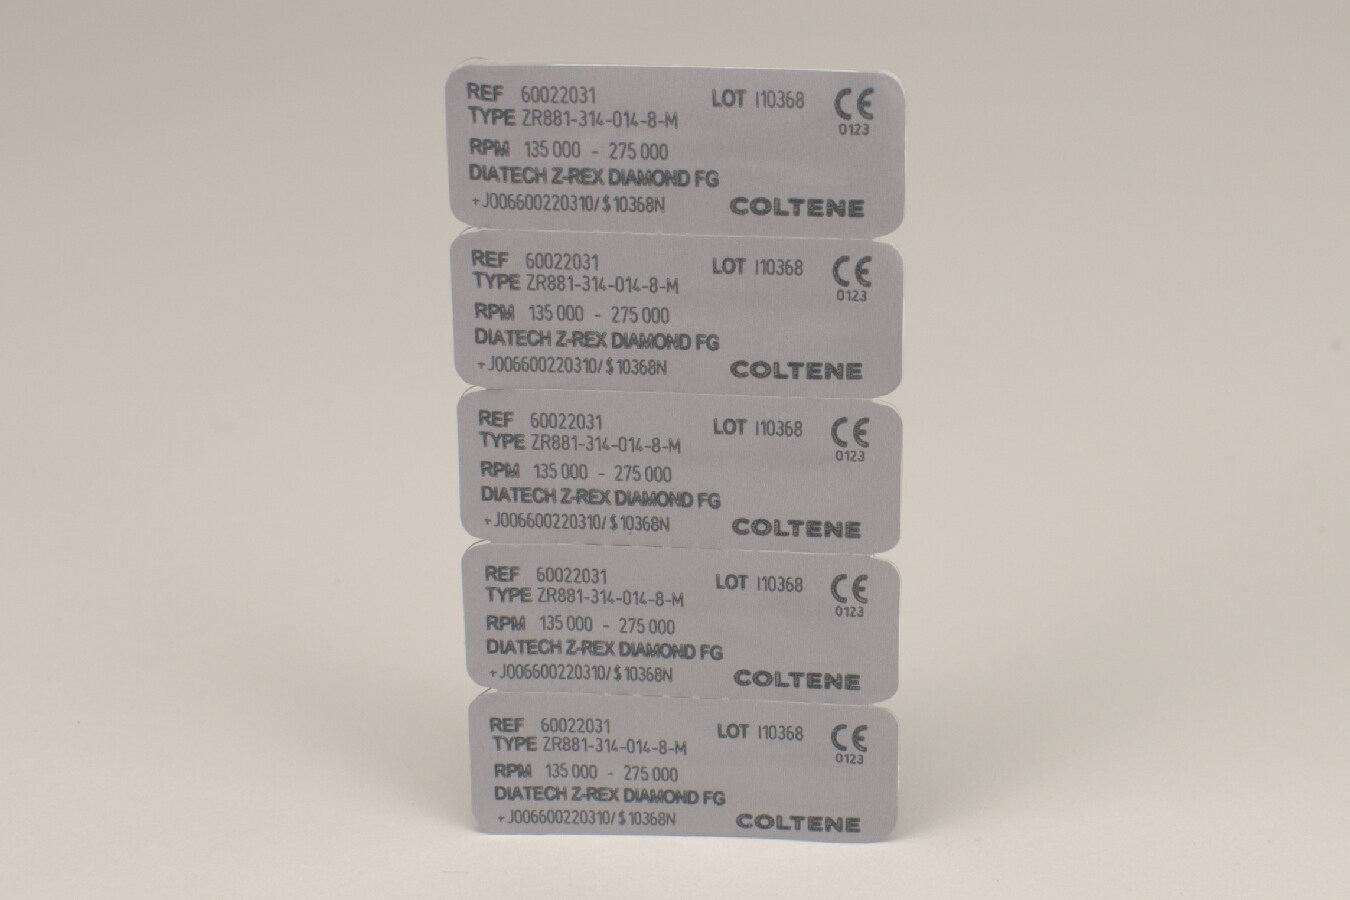 REF 60022031 LOT I10368 CE
TYPE ZR881-314-014-8-M 0123
RPM 135 000 - 275 000
DIATECH Z-REX DIAMOND FG
+J006600220310/$10368N COLTENE
REF 60022031 LOT I10368 CE
TYPE ZR881-314-014-8-M 0123
RPM 135 000 - 275 000
DIATECH Z-REX DIAMOND FG
+J006600220310/$10368N COLTENE
REF 60022031 LOT I10368 CE
TYPE ZR881-314-014-8-M 0123
RPM 135 000 - 275 000
DIATECH Z-REX DIAMOND FG
+J006600220310/$10368N COLTENE
REF 60022031 LOT I10368 CE
TYPE ZR881-314-014-8-M 0123
RPM 135 000 - 275 000
DIATECH Z-REX DIAMOND FG
+J006600220310/$10368N COLTENE
REF 60022031 LOT I10368 CE
TYPE ZR881-314-014-8-M 0123
RPM 135 000 - 275 000
DIATECH Z-REX DIAMOND FG
+J006600220310/$10368N COLTENE